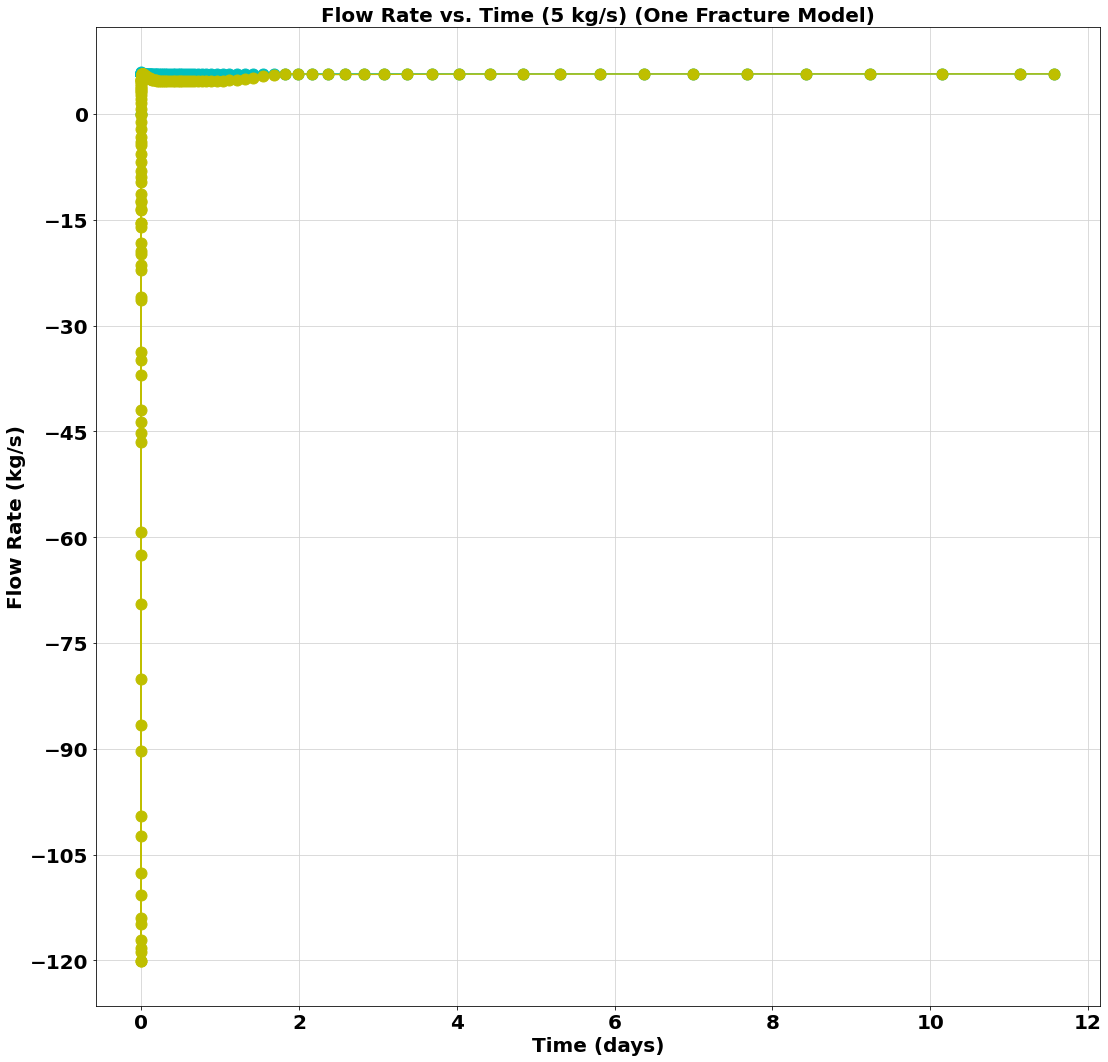 Flow Rate vs. Time (5 kg/s) (One Fracture Model)
Flow Rate (kg/s)
0
−15
−30
−45
−60
−75
−90
−105
−120
0 2 4 6 8 10 12
Time (days)